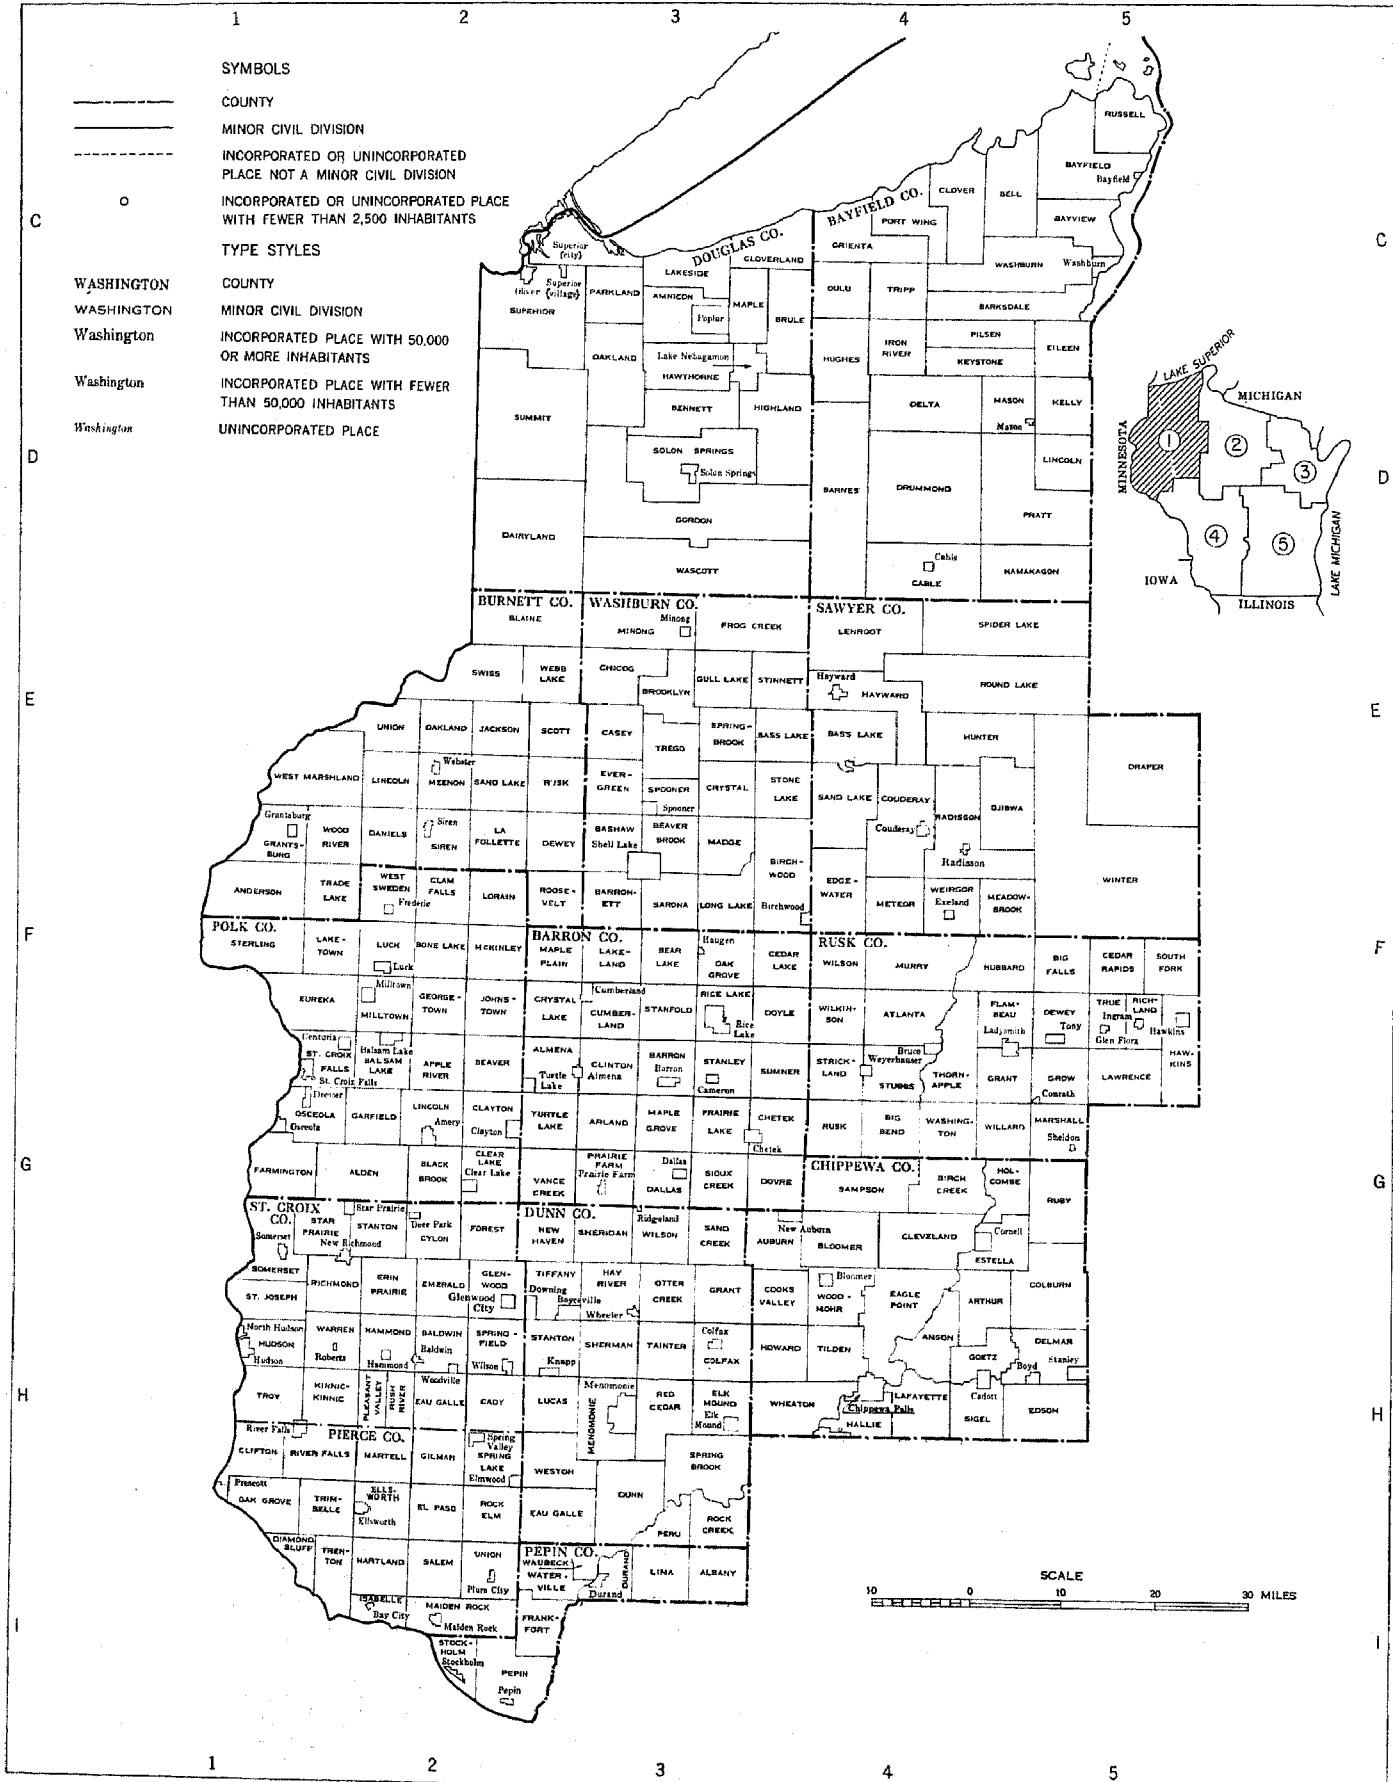 1 2 3 4 5
SYMBOLS
COUNTY
MINOR CIVIL DIVISION
INCORPORATED OR UNINCORPORATED
PLACE NOT A MINOR CIVIL DIVISION
INCORPORATED OR UNINCORPORATED PLACE
WITH FEWER THAN 2,500 INHABITANTS
TYPE STYLES
WASHINGTON COUNTY
WASHINGTON MINOR CIVIL DIVISION
Washington INCORPORATED PLACE WITH 50,000
OR MORE INHABITANTS
Washington INCORPORATED PLACE WITH FEWER
THAN 50,000 INHABITANTS
Washington UNINCORPORATED PLACE
C C
D D
E E
F F
G G
H H
I I
LAKE SUPERIOR
MICHIGAN
MINNESOTA
1 2 3 4 5
IOWA
ILLINOIS
LAKE MICHIGAN
DOUGLAS CO.
Superior
(city)
Superior
(village)
Oliver
SUPERIOR
PARKLAND
LAKESIDE
AMNICON
Poplar
CLOVERLAND
MAPLE
BRULE
OAKLAND
Lake Nebagamon
HAWTHORNE
SUMMIT
BENNETT
HIGHLAND
SOLON SPRINGS
Solon Springs
GORDON
DAIRYLAND
WASCOTT
BAYFIELD CO.
RUSSELL
BAYFIELD
Bayfield
CLOVER
BELL
PORT WING
BAYVIEW
ORIENTA
WASHBURN
Washburn
OULU
TRIPP
BARKSDALE
PILSEN
EILEEN
HUGHES
IRON
RIVER
KEYSTONE
DELTA
MASON
Mason
KELLY
LINCOLN
BARNES
DRUMMOND
PRATT
Cable
CABLE
NAMAKAGON
BURNETT CO.
BLAINE
SWISS
WEBB
LAKE
UNION
OAKLAND
JACKSON
SCOTT
WEST MARSHLAND
LINCOLN
Webster
MEENON
SAND LAKE
RUSK
Grantsburg
GRANTS-
BURG
WOOD
RIVER
DANIELS
Siren
SIREN
LA
FOLLETTE
DEWEY
ANDERSON
TRADE
LAKE
ROOSE-
VELT
WASHBURN CO.
MINONG
Minong
FROG CREEK
CHICOG
BROOKLYN
GULL LAKE
STINNETT
CASEY
TREGO
SPRING-
BROOK
BASS LAKE
EVER-
GREEN
SPOONER
Spooner
CRYSTAL
STONE
LAKE
BASHAW
Shell Lake
BEAVER
BROOK
MADGE
BIRCH-
WOOD
BARRON-
ETT
SARONA
LONG LAKE
Birchwood
SAWYER CO.
LENROOT
SPIDER LAKE
Hayward
HAYWARD
ROUND LAKE
BASS LAKE
HUNTER
DRAPER
SAND LAKE
COUDERAY
Couderay
RADISSON
Radisson
OJIBWA
EDGE-
WATER
METEOR
WEIRGOR
Exeland
MEADOW-
BROOK
WINTER
POLK CO.
STERLING
WEST
SWEDEN
Frederic
CLAM
FALLS
LORAIN
LAKE-
TOWN
LUCK
Luck
BONE LAKE
MCKINLEY
EUREKA
Milltown
MILLTOWN
GEORGE-
TOWN
JOHNS-
TOWN
Centuria
ST. CROIX
FALLS
St. Croix Falls
Balsam Lake
BALSAM
LAKE
APPLE
RIVER
BEAVER
Dresser
OSCEOLA
Osceola
GARFIELD
LINCOLN
Amery
CLAYTON
Clayton
FARMINGTON
ALDEN
BLACK
BROOK
CLEAR
LAKE
Clear Lake
BARRON CO.
MAPLE
PLAIN
LAKE-
LAND
BEAR
LAKE
Haugen
OAK
GROVE
CEDAR
LAKE
CRYSTAL
LAKE
Cumberland
CUMBER-
LAND
STANFOLD
RICE LAKE
Rice
Lake
DOYLE
ALMENA
Turtle
Lake
CLINTON
Almena
BARRON
Barron
STANLEY
Cameron
SUMNER
TURTLE
LAKE
ARLAND
MAPLE
GROVE
PRAIRIE
LAKE
CHETEK
Chetek
VANCE
CREEK
PRAIRIE
FARM
Prairie Farm
Dallas
DALLAS
SIOUX
CREEK
DOVRE
RUSK CO.
WILSON
MURRY
HUBBARD
BIG
FALLS
CEDAR
RAPIDS
SOUTH
FORK
WILKIN-
SON
ATLANTA
FLAM-
BEAU
Ladysmith
DEWEY
Tony
TRUE
Ingram
Glen Flora
RICH-
LAND
Hawkins
HAW-
KINS
STRICK-
LAND
Bruce
Weyerhauser
STUBBS
THORN-
APPLE
GRANT
GROW
Conrath
LAWRENCE
RUSK
BIG
BEND
WASHING-
TON
WILLARD
MARSHALL
Sheldon
CHIPPEWA CO.
SAMPSON
BIRCH
CREEK
HOL-
COMBE
RUBY
New Auburn
AUBURN
BLOOMER
CLEVELAND
Cornell
ESTELLA
COOKS
VALLEY
Bloomer
WOOD-
MOHR
EAGLE
POINT
ARTHUR
COLBURN
HOWARD
TILDEN
ANSON
GOETZ
Boyd
DELMAR
Stanley
WHEATON
Chippewa Falls
HALLIE
LAFAYETTE
Cadott
SIGEL
EDSON
ST. CROIX
CO.
Somerset
SOMERSET
STAR
PRAIRIE
Star Prairie
New Richmond
STANTON
Deer Park
CYLON
FOREST
ST. JOSEPH
RICHMOND
ERIN
PRAIRIE
EMERALD
GLEN-
WOOD
Glenwood
City
North Hudson
HUDSON
Hudson
WARREN
Roberts
HAMMOND
Hammond
BALDWIN
Baldwin
Woodville
SPRING-
FIELD
Wilson
TROY
KINNIC-
KINNIC
PLEASANT
VALLEY
RUSH
RIVER
EAU GALLE
CADY
DUNN CO.
NEW
HAVEN
SHERIDAN
Ridgeland
WILSON
SAND
CREEK
TIFFANY
Downing
Boyceville
HAY
RIVER
Wheeler
OTTER
CREEK
GRANT
STANTON
Knapp
SHERMAN
TAINTER
Colfax
COLFAX
LUCAS
Menomonie
MENOMONIE
RED
CEDAR
ELK
MOUND
Elk
Mound
WESTON
DUNN
SPRING
BROOK
EAU GALLE
PERU
ROCK
CREEK
PIERCE CO.
River Falls
CLIFTON
RIVER FALLS
MARTELL
GILMAN
Spring
Valley
SPRING
LAKE
Elmwood
Prescott
OAK GROVE
TRIM-
BELLE
ELLS-
WORTH
Ellsworth
EL PASO
ROCK
ELM
DIAMOND
BLUFF
TREN-
TON
HARTLAND
SALEM
UNION
Plum City
ISABELLE
Bay City
MAIDEN ROCK
Maiden Rock
PEPIN CO.
WAUBECK
WATER-
VILLE
DURAND
Durand
LIMA
ALBANY
FRANK-
FORT
STOCK-
HOLM
Stockholm
PEPIN
Pepin
SCALE
10 0 10 20 30 MILES
1 2 3 4 5